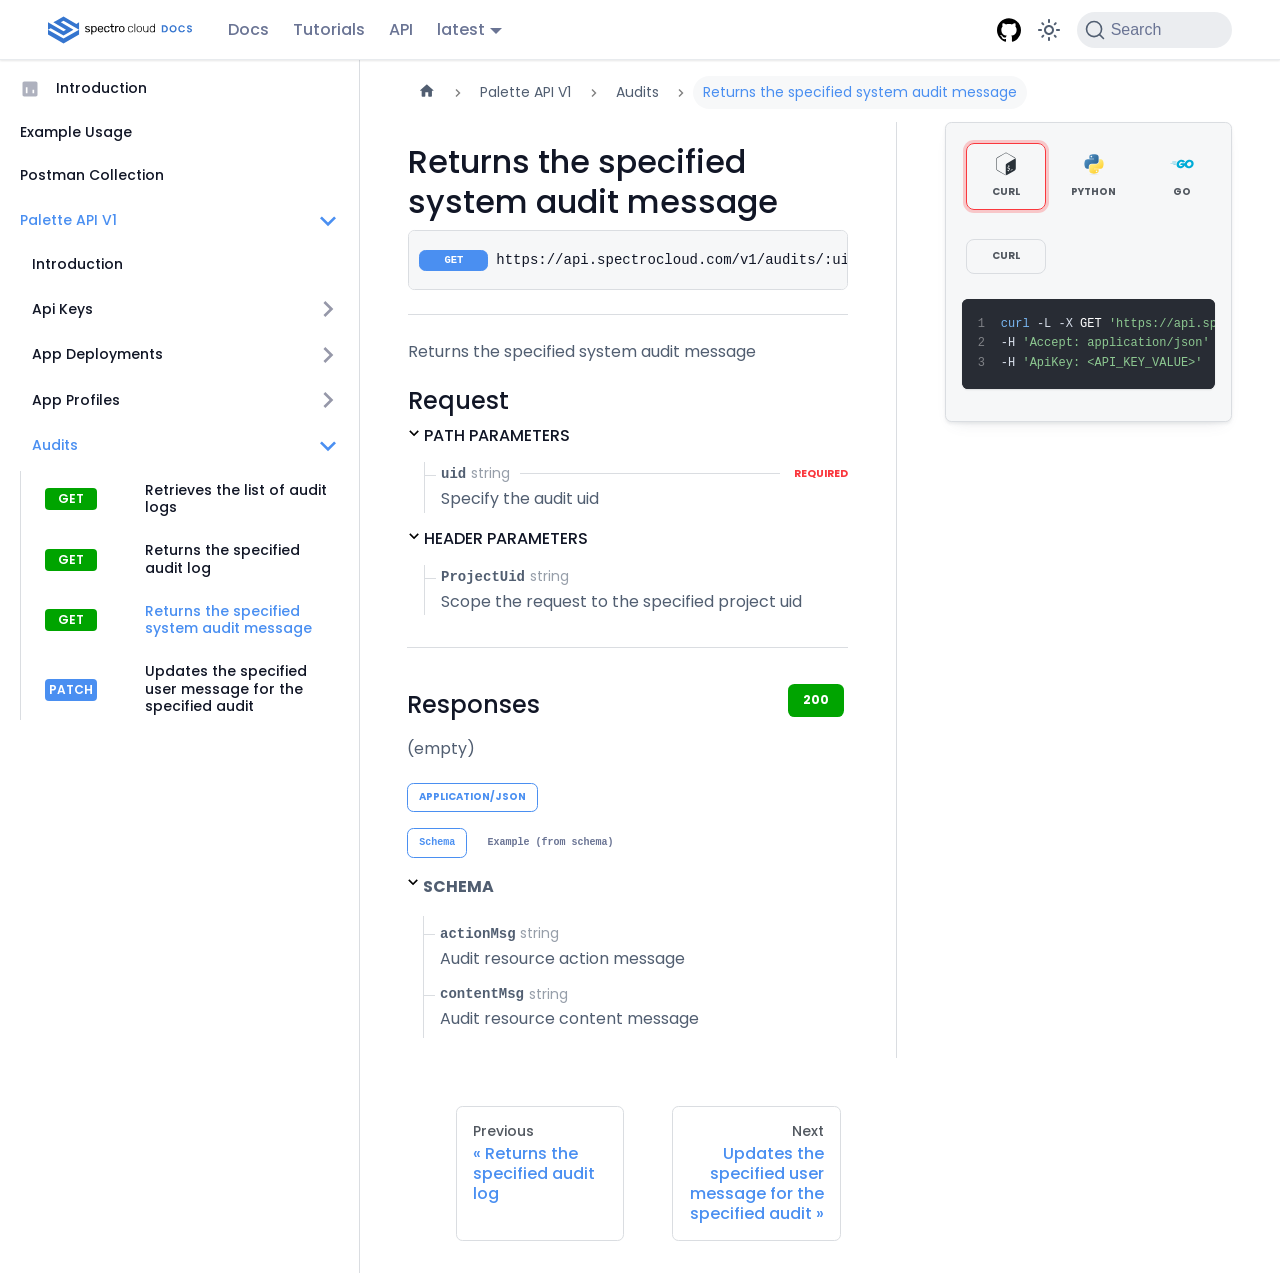 spectro cloud DOCS
Docs
Tutorials
API
latest
Search
Introduction
Example Usage
Postman Collection
Palette API V1
Introduction
Api Keys
App Deployments
App Profiles
Audits
GET
Retrieves the list of audit
logs
GET
Returns the specified
audit log
GET
Returns the specified
system audit message
PATCH
Updates the specified
user message for the
specified audit
Palette API V1
Audits
Returns the specified system audit message
Returns the specified
system audit message
GET
https://api.spectrocloud.com/v1/audits/:ui
Returns the specified system audit message
Request
PATH PARAMETERS
uid string
REQUIRED
Specify the audit uid
HEADER PARAMETERS
ProjectUid string
Scope the request to the specified project uid
Responses
200
(empty)
APPLICATION/JSON
Schema
Example (from schema)
SCHEMA
actionMsg string
Audit resource action message
contentMsg string
Audit resource content message
Previous
« Returns the
specified audit
log
Next
Updates the
specified user
message for the
specified audit »
CURL
PYTHON
GO
CURL
1 curl -L -X GET 'https://api.sp
2 -H 'Accept: application/json'
3 -H 'ApiKey: <API_KEY_VALUE>'